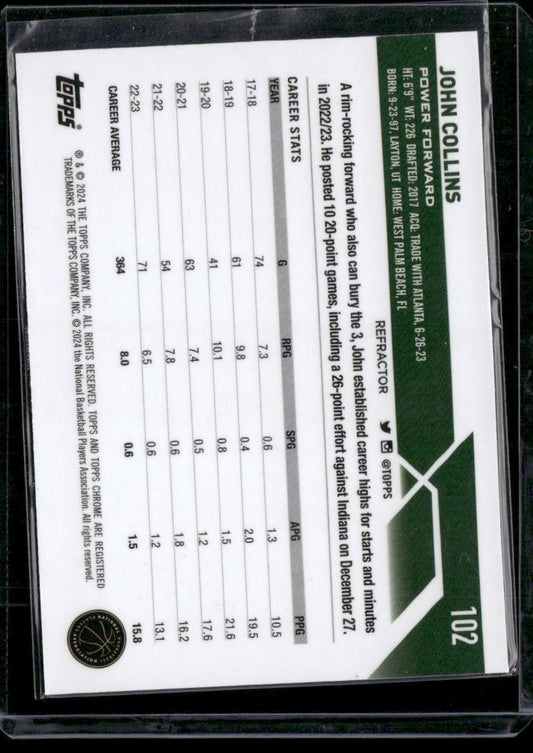 JOHN COLLINS 102
POWER FORWARD
HT: 6'9" WT: 226 DRAFTED: 2017 ACQ: TRADE WITH ATLANTA, 6-26-23
BORN: 9-23-97, LAYTON, UT HOME: WEST PALM BEACH, FL
REFRACTOR @TOPPS
A rim-rocking forward who also can bury the 3, John established career highs for starts and minutes
in 2022/23. He posted 10 20-point games, including a 26-point effort against Indiana on December 27.
CAREER STATS
YEAR G RPG SPG APG PPG
17-18 74 7.3 0.6 1.3 10.5
18-19 61 9.8 0.4 2.0 19.5
19-20 41 10.1 0.8 1.5 21.6
20-21 63 7.4 0.5 1.2 17.6
21-22 54 7.8 0.6 1.8 16.2
22-23 71 6.5 0.6 1.2 13.1
CAREER AVERAGE 364 8.0 0.6 1.5 15.8
topps®
® & © 2024 THE TOPPS COMPANY, INC. ALL RIGHTS RESERVED. TOPPS AND TOPPS CHROME ARE REGISTERED
TRADEMARKS OF THE TOPPS COMPANY, INC. © 2024 the National Basketball Players Association. All rights reserved.